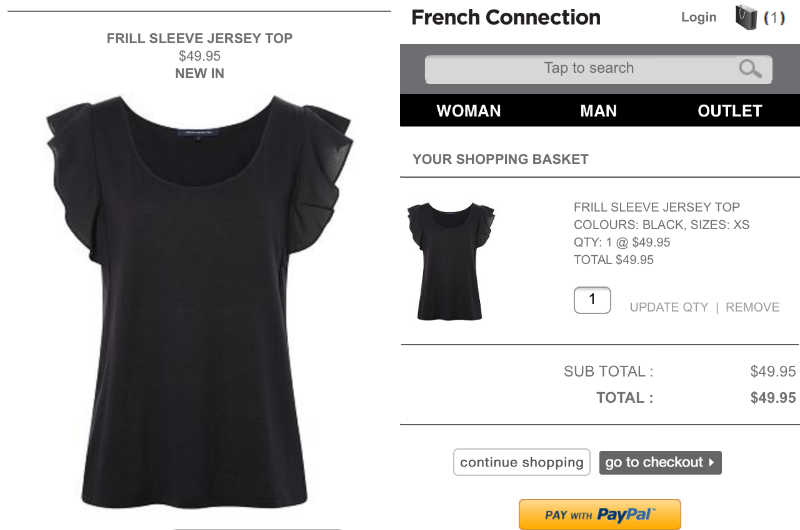 FRILL SLEEVE JERSEY TOP
$49.95
NEW IN
French Connection
Login
(1)
Tap to search
WOMAN
MAN
OUTLET
YOUR SHOPPING BASKET
FRILL SLEEVE JERSEY TOP
COLOURS: BLACK, SIZES: XS
QTY: 1 @ $49.95
TOTAL $49.95
1
UPDATE QTY | REMOVE
SUB TOTAL : $49.95
TOTAL : $49.95
continue shopping
go to checkout
PAY WITH PayPal